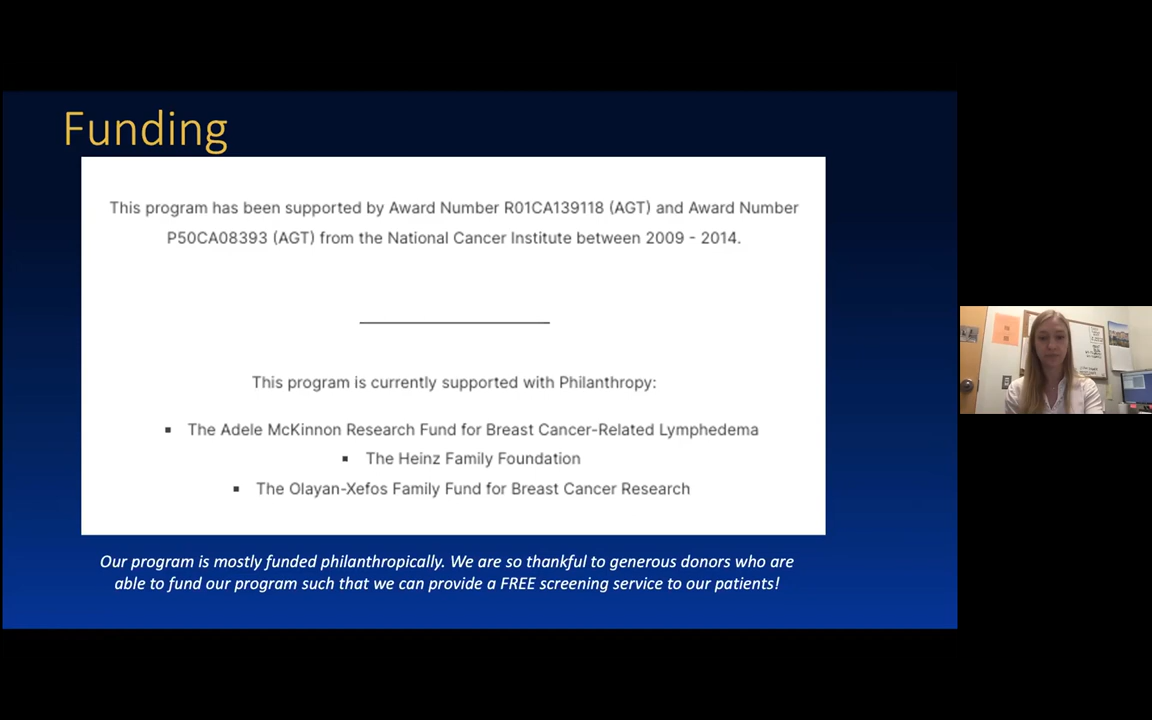 Funding
This program has been supported by Award Number R01CA139118 (AGT) and Award Number
P50CA08393 (AGT) from the National Cancer Institute between 2009 - 2014.
This program is currently supported with Philanthropy:
▪ The Adele McKinnon Research Fund for Breast Cancer-Related Lymphedema
▪ The Heinz Family Foundation
▪ The Olayan-Xefos Family Fund for Breast Cancer Research
Our program is mostly funded philanthropically. We are so thankful to generous donors who are
able to fund our program such that we can provide a FREE screening service to our patients!